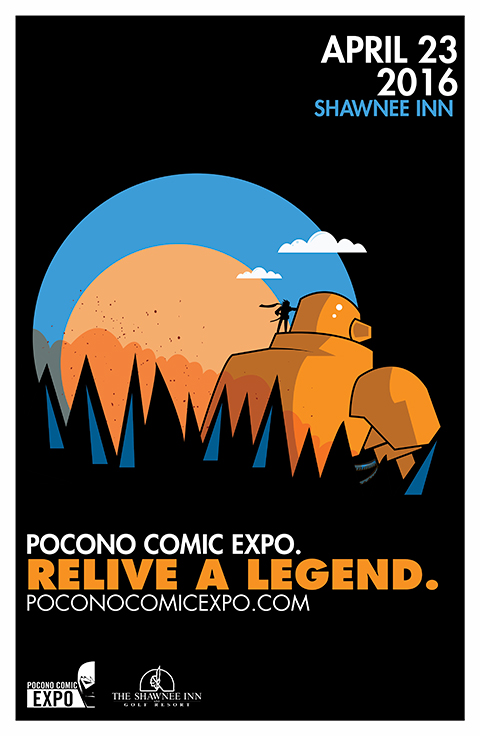 APRIL 23
2016
SHAWNEE INN
POCONO COMIC EXPO.
RELIVE A LEGEND.
POCONOCOMICEXPO.COM
POCONO COMIC
EXPO
THE SHAWNEE INN
GOLF RESORT